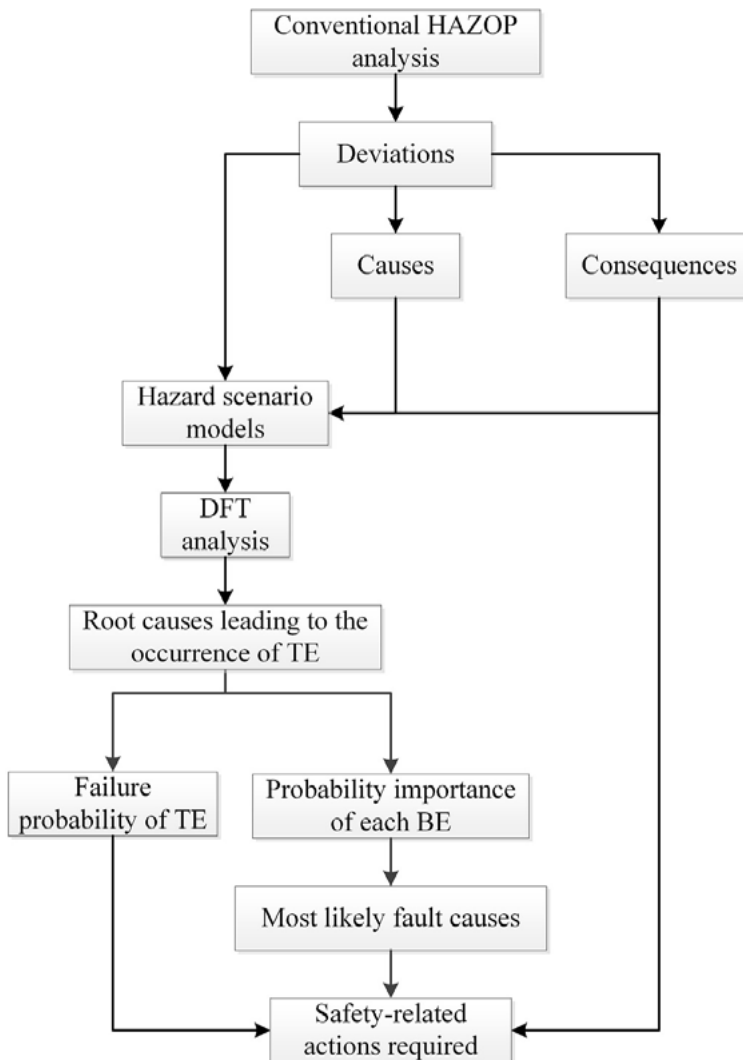 Conventional HAZOP
analysis
Deviations
Causes
Consequences
Hazard scenario
models
DFT
analysis
Root causes leading to the
occurrence of TE
Failure
probability of TE
Probability importance
of each BE
Most likely fault causes
Safety-related
actions required